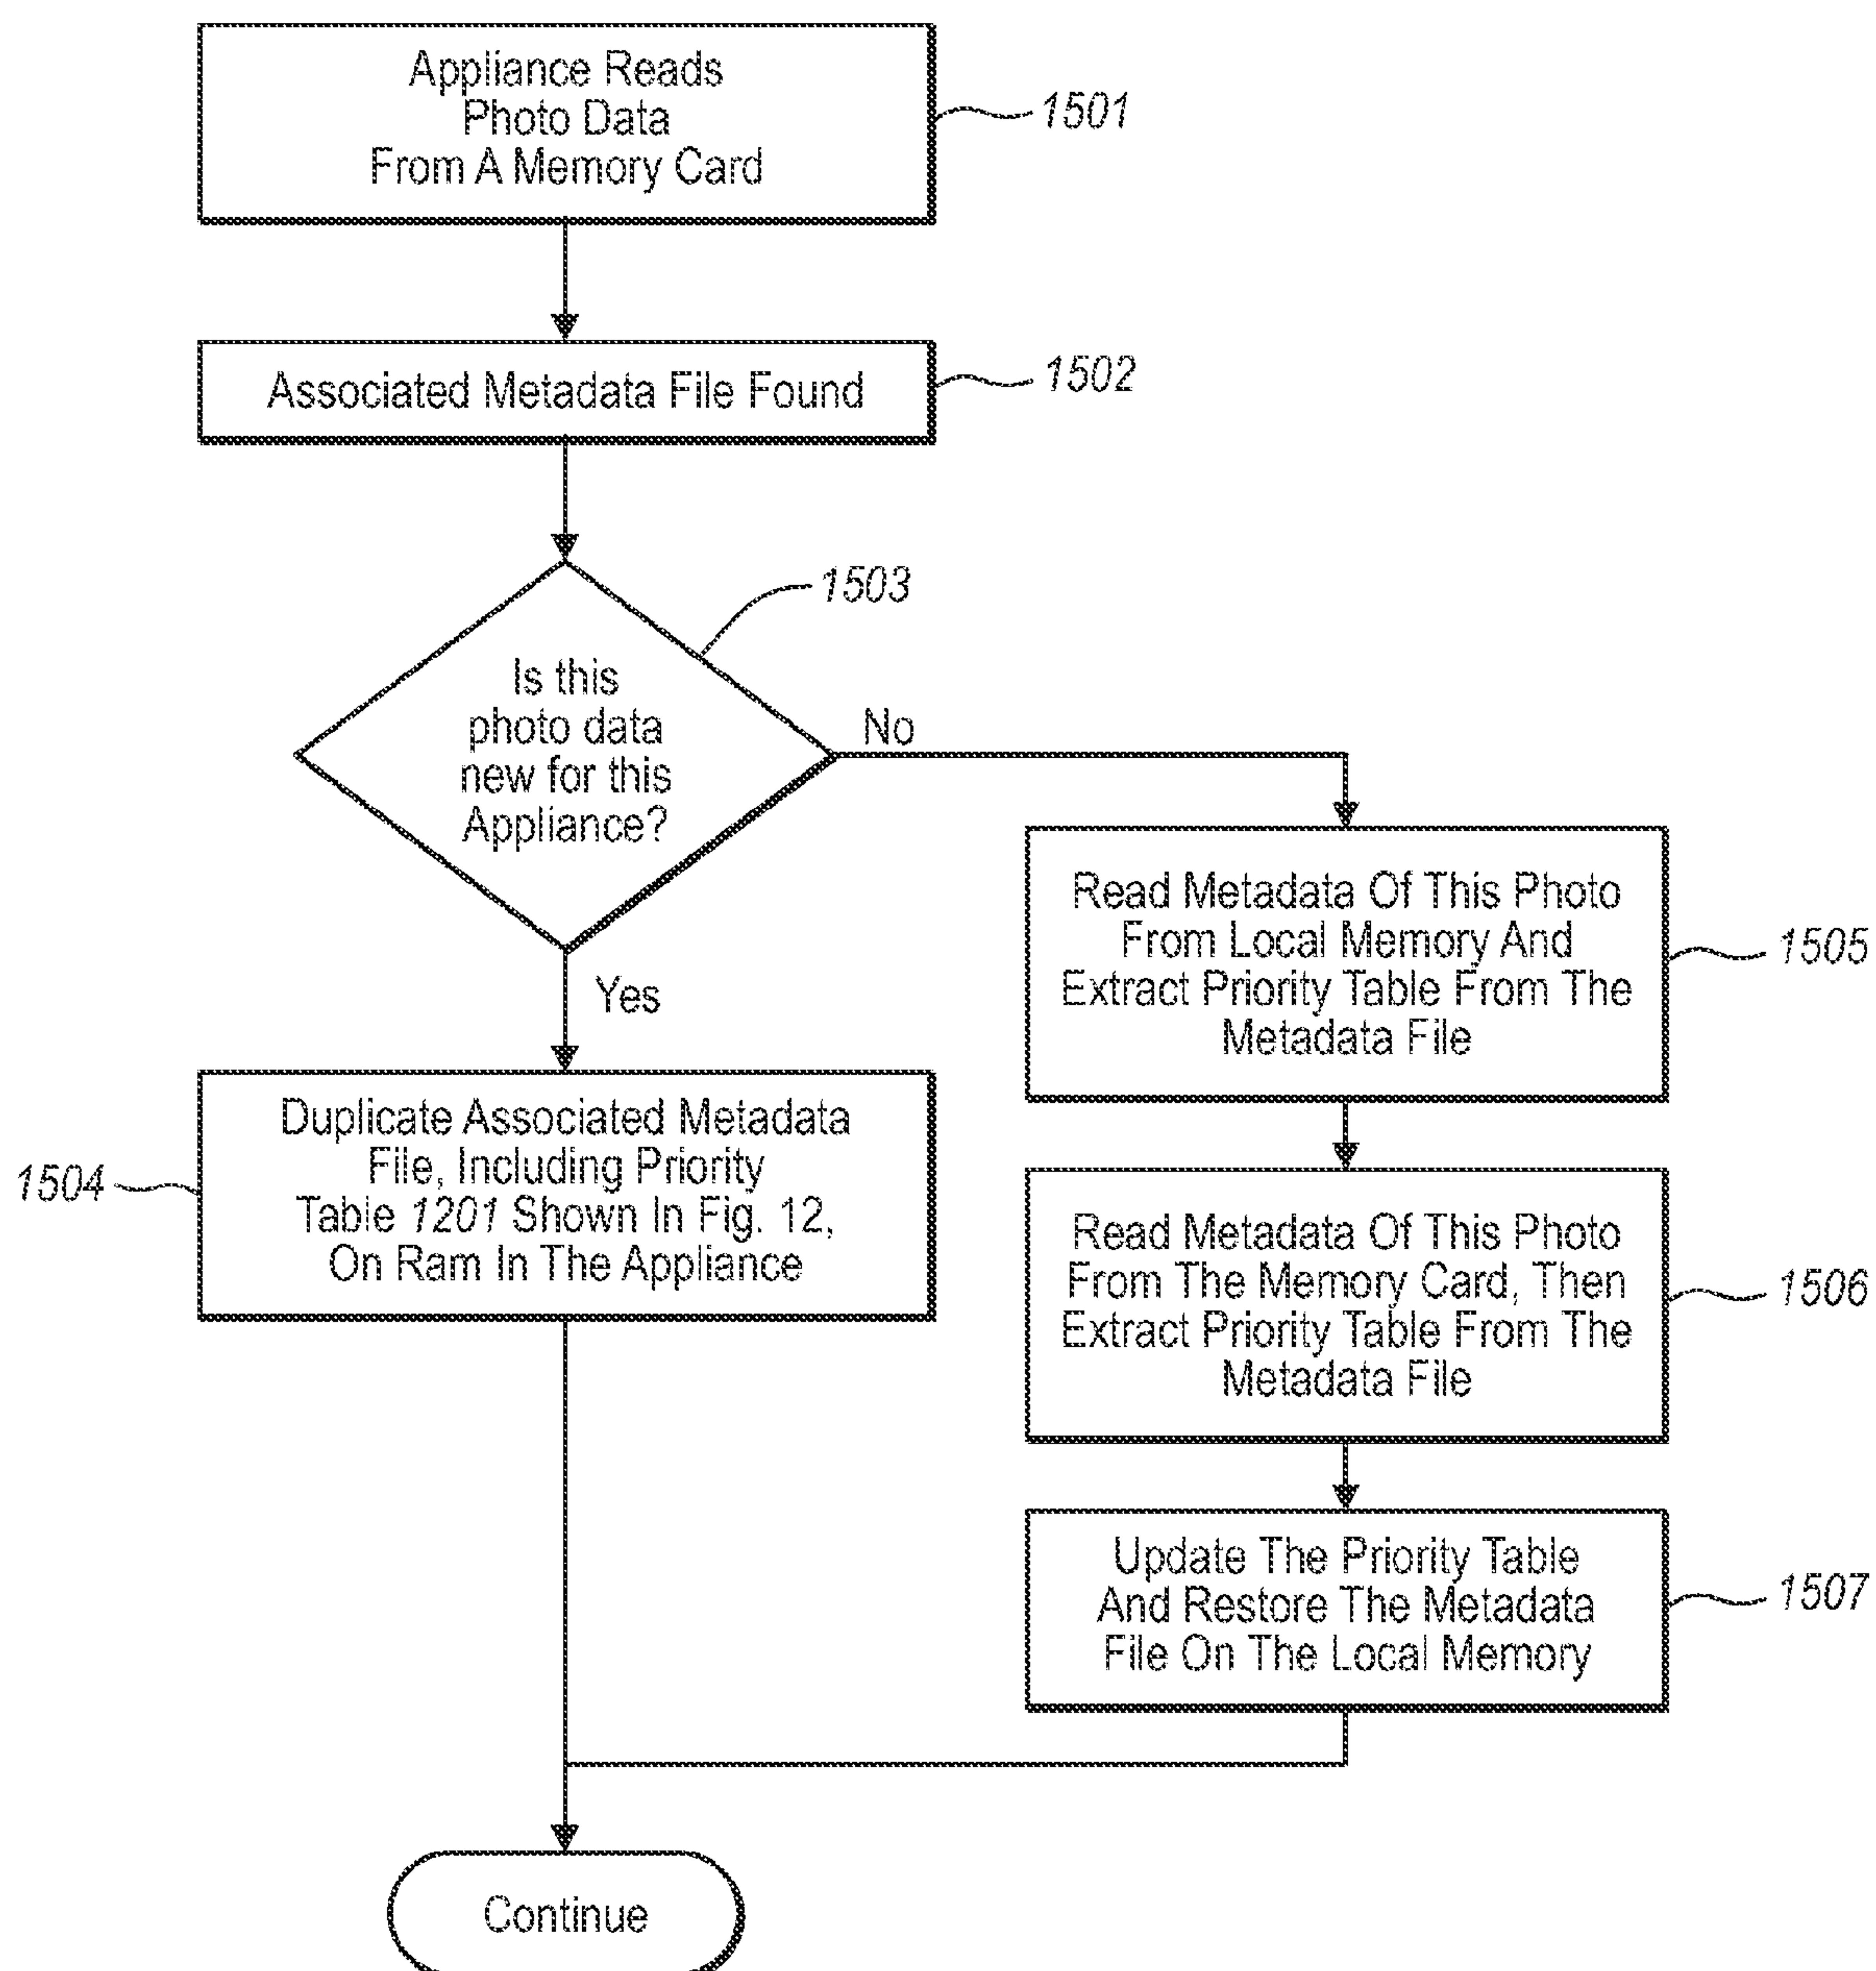 Appliance Reads
Photo Data
From A Memory Card
1501
Associated Metadata File Found
1502
1503
Is this
photo data
new for this
Appliance?
No
Yes
Read Metadata Of This Photo
From Local Memory And
Extract Priority Table From The
Metadata File
1505
Duplicate Associated Metadata
File, Including Priority
Table 1201 Shown In Fig. 12,
On Ram In The Appliance
1504
Read Metadata Of This Photo
From The Memory Card, Then
Extract Priority Table From The
Metadata File
1506
Update The Priority Table
And Restore The Metadata
File On The Local Memory
1507
Continue